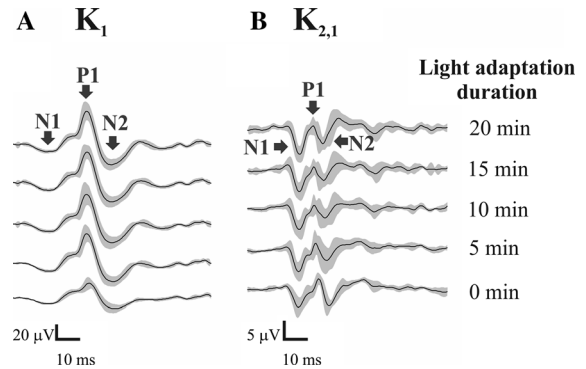 A K1
B K2,1
Light adaptation
duration
P1
N1
N2
P1
N1
N2
20 min
15 min
10 min
5 min
0 min
20 µV
10 ms
5 µV
10 ms